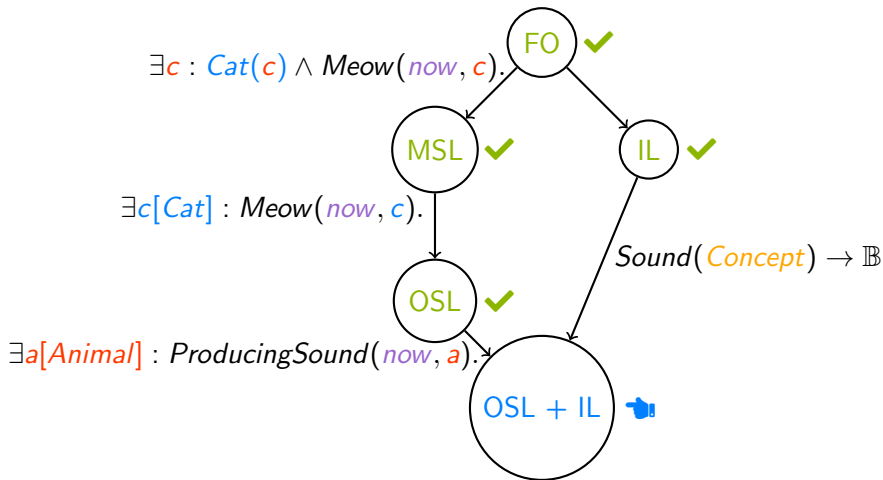 FO
∃c : Cat(c) ∧ Meow(now, c).
MSL
IL
∃c[Cat] : Meow(now, c).
Sound(Concept) → 𝔹
OSL
∃a[Animal] : ProducingSound(now, a).
OSL + IL